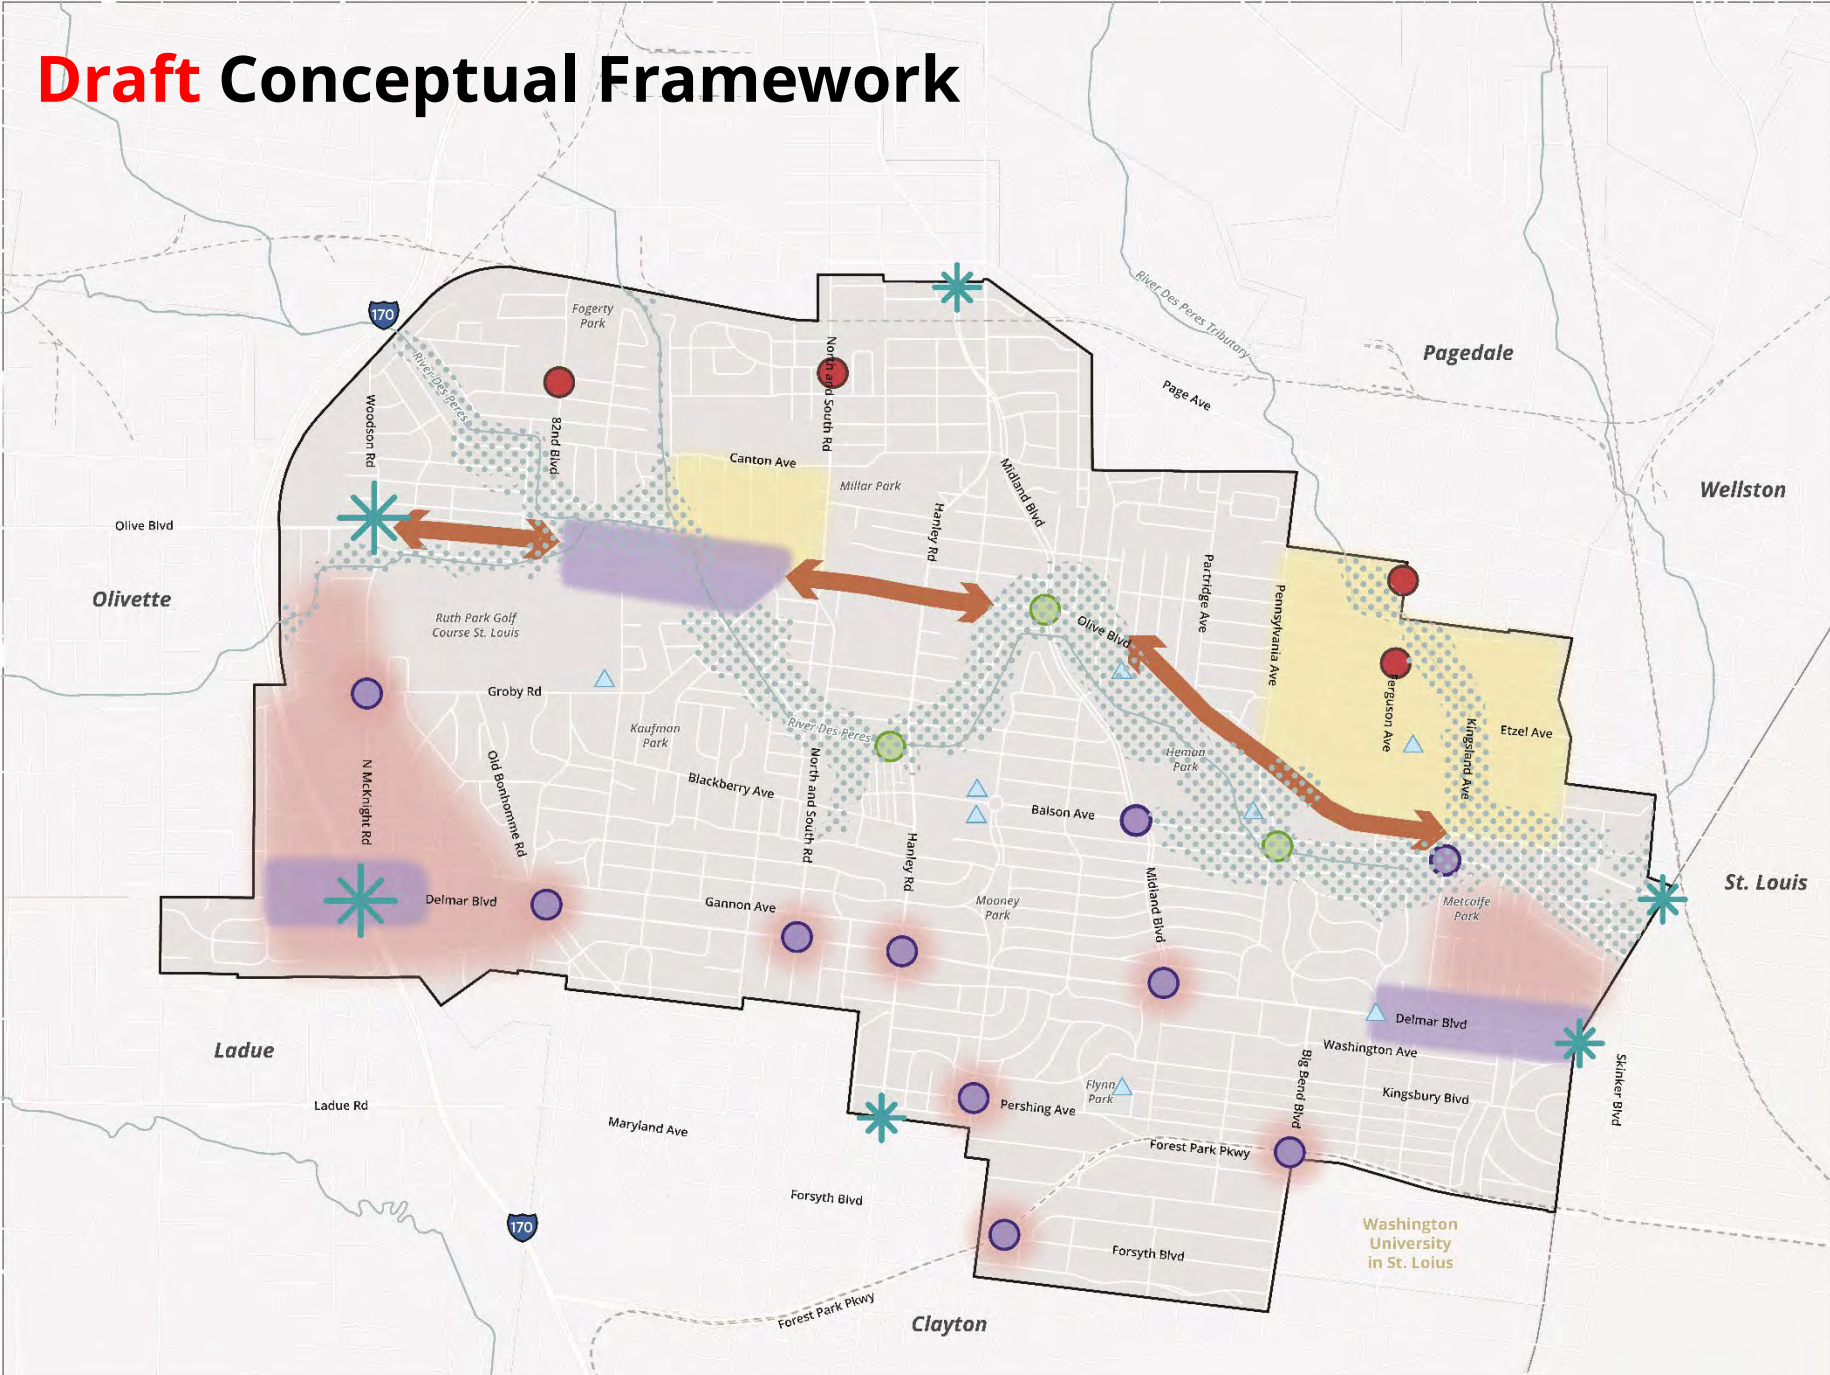 Draft Conceptual Framework
170
Fogerty
Park
River Des Peres Tributary
Pagedale
River Des Peres
North and South Rd
Page Ave
Woodson Rd
82nd Blvd
Canton Ave
Millar Park
Midland Blvd
Wellston
Hanley Rd
Olive Blvd
Partridge Ave
Pennsylvania Ave
Olivette
Ruth Park Golf
Course St. Louis
Olive Blvd
Ferguson Ave
Groby Rd
Kaufman
Park
River Des Peres
Kingsland Ave
Etzel Ave
Heman
Park
N McKnight Rd
Old Bonhomme Rd
Blackberry Ave
North and South Rd
Balson Ave
Hanley Rd
Midland Blvd
St. Louis
Delmar Blvd
Gannon Ave
Mooney
Park
Metcalfe
Park
Delmar Blvd
Washington Ave
Ladue
Big Bend Blvd
Skinker Blvd
Flynn
Park
Kingsbury Blvd
Ladue Rd
Pershing Ave
Maryland Ave
Forest Park Pkwy
Forsyth Blvd
170
Washington
University
in St. Loius
Forsyth Blvd
Forest Park Pkwy
Clayton